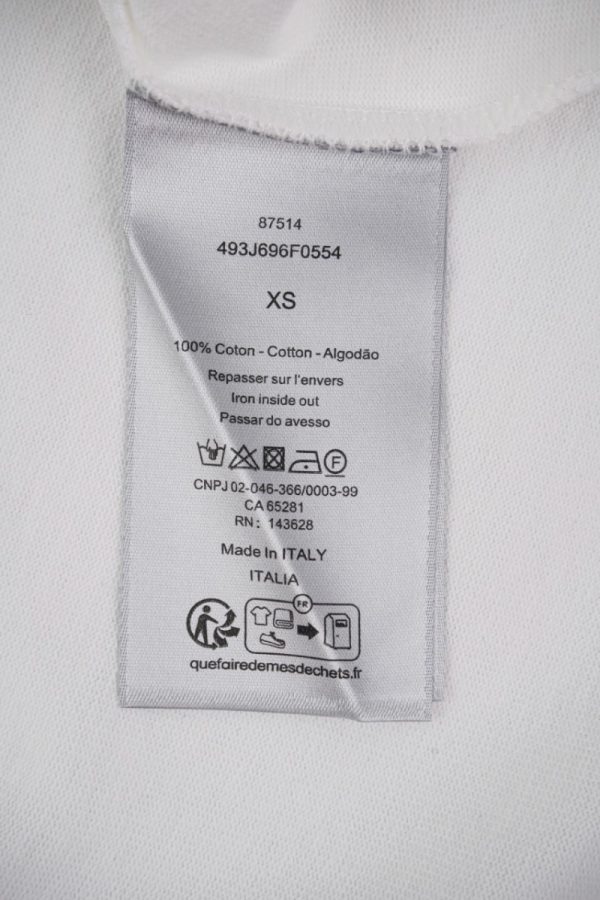 87514
493J696F0554
XS
100% Coton - Cotton - Algodão
Repasser sur l'envers
Iron inside out
Passar do avesso
F
CNPJ 02-046-366/0003-99
CA 65281
RN : 143628
Made In ITALY
ITALIA
FR
quefairedemesdechets.fr